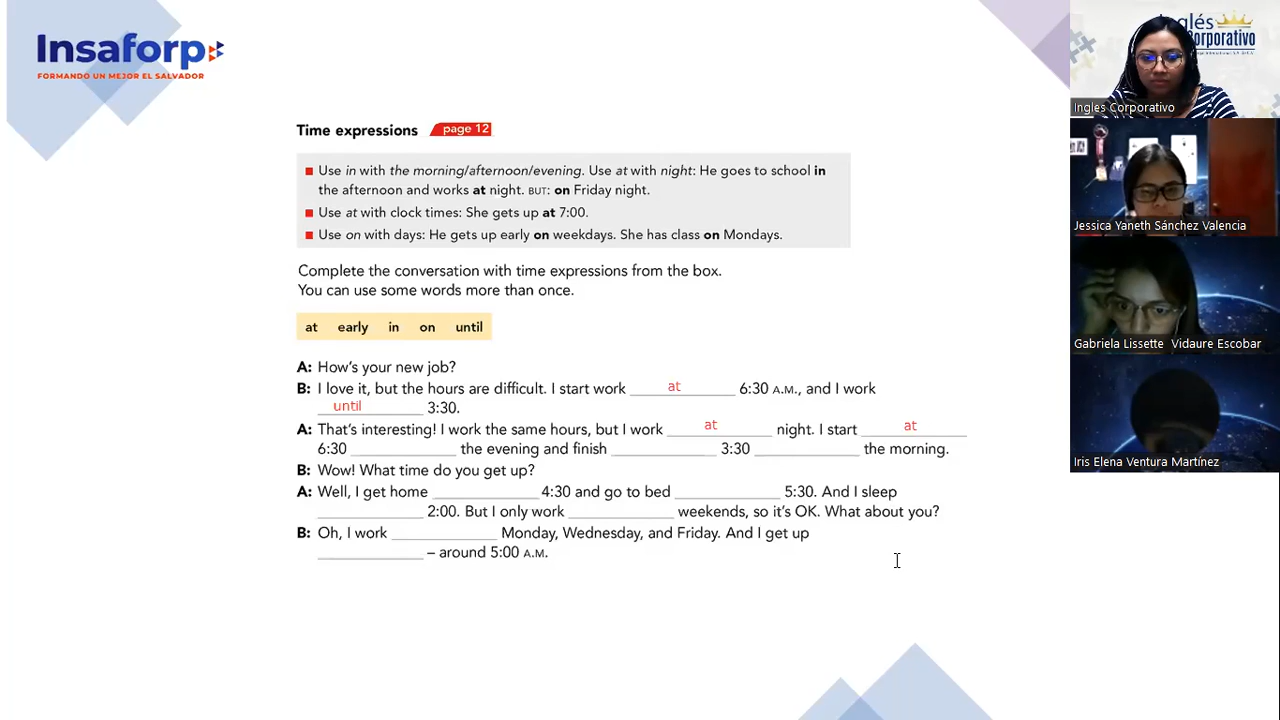 Insaforp
FORMANDO UN MEJOR EL SALVADOR
Time expressions page 12
Use in with the morning/afternoon/evening. Use at with night: He goes to school in
the afternoon and works at night. BUT: on Friday night.
Use at with clock times: She gets up at 7:00.
Use on with days: He gets up early on weekdays. She has class on Mondays.
Complete the conversation with time expressions from the box.
You can use some words more than once.
at early in on until
A: How's your new job?
B: I love it, but the hours are difficult. I start work at 6:30 A.M., and I work
until 3:30.
A: That's interesting! I work the same hours, but I work at night. I start at
6:30 ____ the evening and finish ____ 3:30 ____ the morning.
B: Wow! What time do you get up?
A: Well, I get home ____ 4:30 and go to bed ____ 5:30. And I sleep
____ 2:00. But I only work ____ weekends, so it's OK. What about you?
B: Oh, I work ____ Monday, Wednesday, and Friday. And I get up
____ – around 5:00 A.M.
Inglés
Corporativo
Ingles Corporativo
Jessica Yaneth Sánchez Valencia
Gabriela Lissette Vidaure Escobar
Iris Elena Ventura Martínez